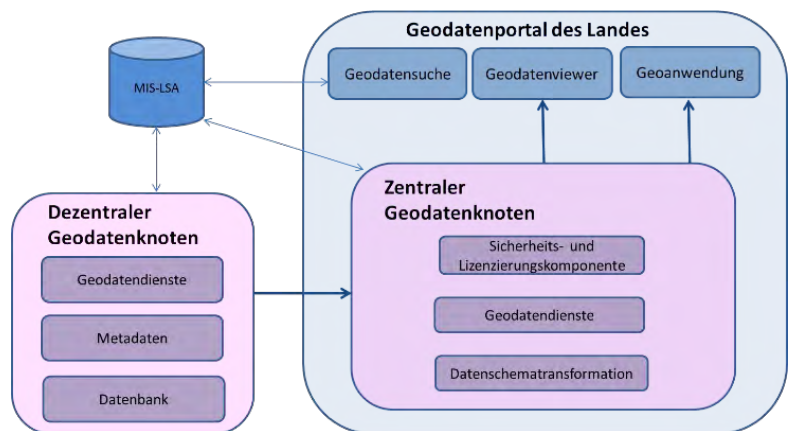 Geodatenportal des Landes
Geodatensuche
Geodatenviewer
Geoanwendung
MIS-LSA
Dezentraler
Geodatenknoten
Geodatendienste
Metadaten
Datenbank
Zentraler
Geodatenknoten
Sicherheits- und
Lizenzierungskomponente
Geodatendienste
Datenschematransformation